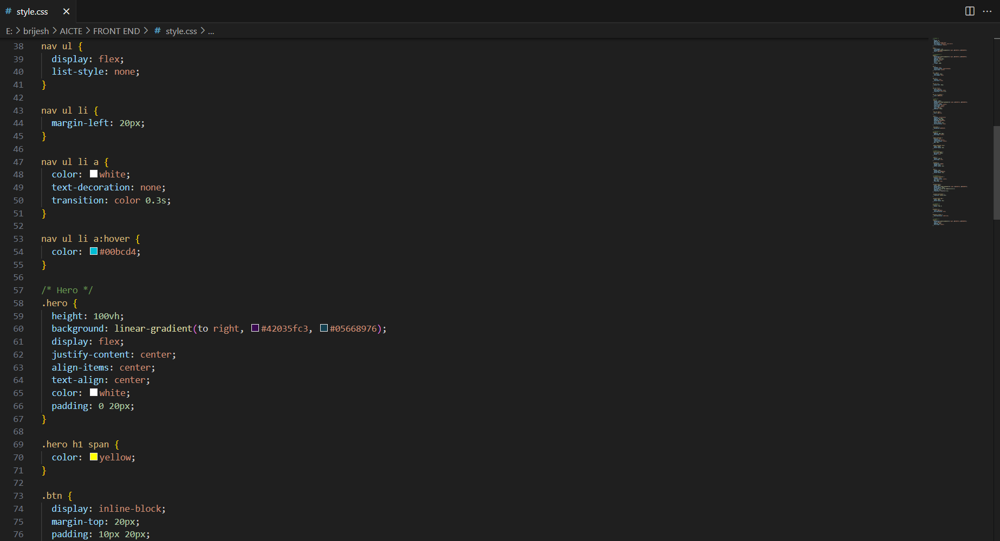 # style.css ×
E: > brijesh > AICTE > FRONT END > # style.css > ...
38 nav ul {
39   display: flex;
40   list-style: none;
41 }
42
43 nav ul li {
44   margin-left: 20px;
45 }
46
47 nav ul li a {
48   color: white;
49   text-decoration: none;
50   transition: color 0.3s;
51 }
52
53 nav ul li a:hover {
54   color: #00bcd4;
55 }
56
57 /* Hero */
58 .hero {
59   height: 100vh;
60   background: linear-gradient(to right, #42035fc3, #05668976);
61   display: flex;
62   justify-content: center;
63   align-items: center;
64   text-align: center;
65   color: white;
66   padding: 0 20px;
67 }
68
69 .hero h1 span {
70   color: yellow;
71 }
72
73 .btn {
74   display: inline-block;
75   margin-top: 20px;
76   padding: 10px 20px;